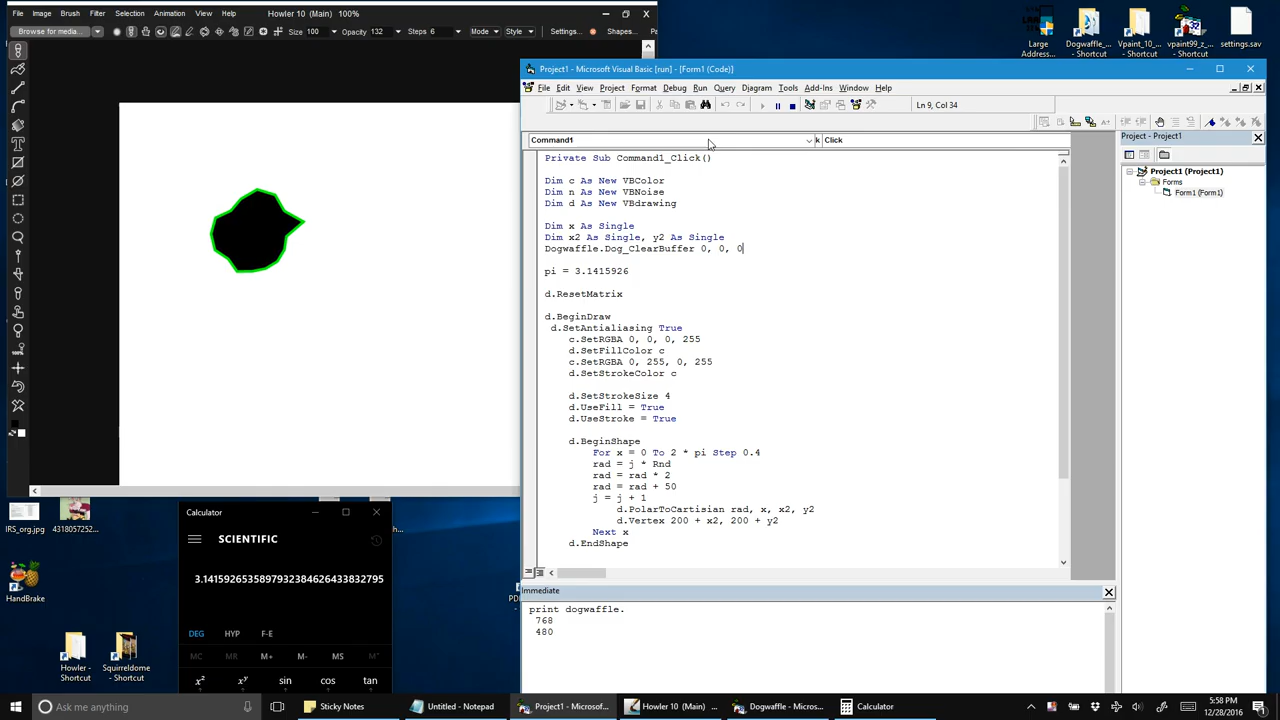 File Image Edit Selection Animation View Help Howler 10 (Main) 100%
Browse for media...
Size 100 Opacity 132 Steps 6 Mode Style Settings... Shapes..
Large
Address...
Dogwaffle_...
- Shortcut
Vpaint_10...
- Shortcut
vpaint99_z_...
- Shortcut
settings.sav
Project1 - Microsoft Visual Basic [run] - [Form1 (Code)]
File Edit View Project Format Debug Run Query Diagram Tools Add-Ins Window Help
Ln 9, Col 34
Command1
Click
Project - Project1
Project1 (Project1)
Forms
Form1 (Form1)
Private Sub Command1_Click()
Dim c As New VBColor
Dim n As New VBNoise
Dim d As New VBdrawing
Dim x As Single
Dim x2 As Single, y2 As Single
Dogwaffle.Dog_ClearBuffer 0, 0, 0
pi = 3.1415926
d.ResetMatrix
d.BeginDraw
d.SetAntialiasing True
c.SetRGBA 0, 0, 0, 255
d.SetFillColor c
c.SetRGBA 0, 255, 0, 255
d.SetStrokeColor c
d.SetStrokeSize 4
d.UseFill = True
d.UseStroke = True
d.BeginShape
For x = 0 To 2 * pi Step 0.4
rad = j * Rnd
rad = rad * 2
rad = rad + 50
j = j + 1
d.PolarToCartisian rad, x, x2, y2
d.Vertex 200 + x2, 200 + y2
Next x
d.EndShape
Immediate
print dogwaffle.
768
480
IRS_org.jpg
4318057252...
HandBrake
Howler -
Shortcut
Squirreldome
- Shortcut
Calculator
SCIENTIFIC
3.1415926535897932384626433832795
DEG HYP F-E
MC MR M+ M- MS M˅
x² xʸ sin cos tan
Ask me anything
Sticky Notes
Untitled - Notepad
Project1 - Microsof...
Howler 10 (Main) ...
Dogwaffle - Microso...
Calculator
5:58 PM
12/28/2016